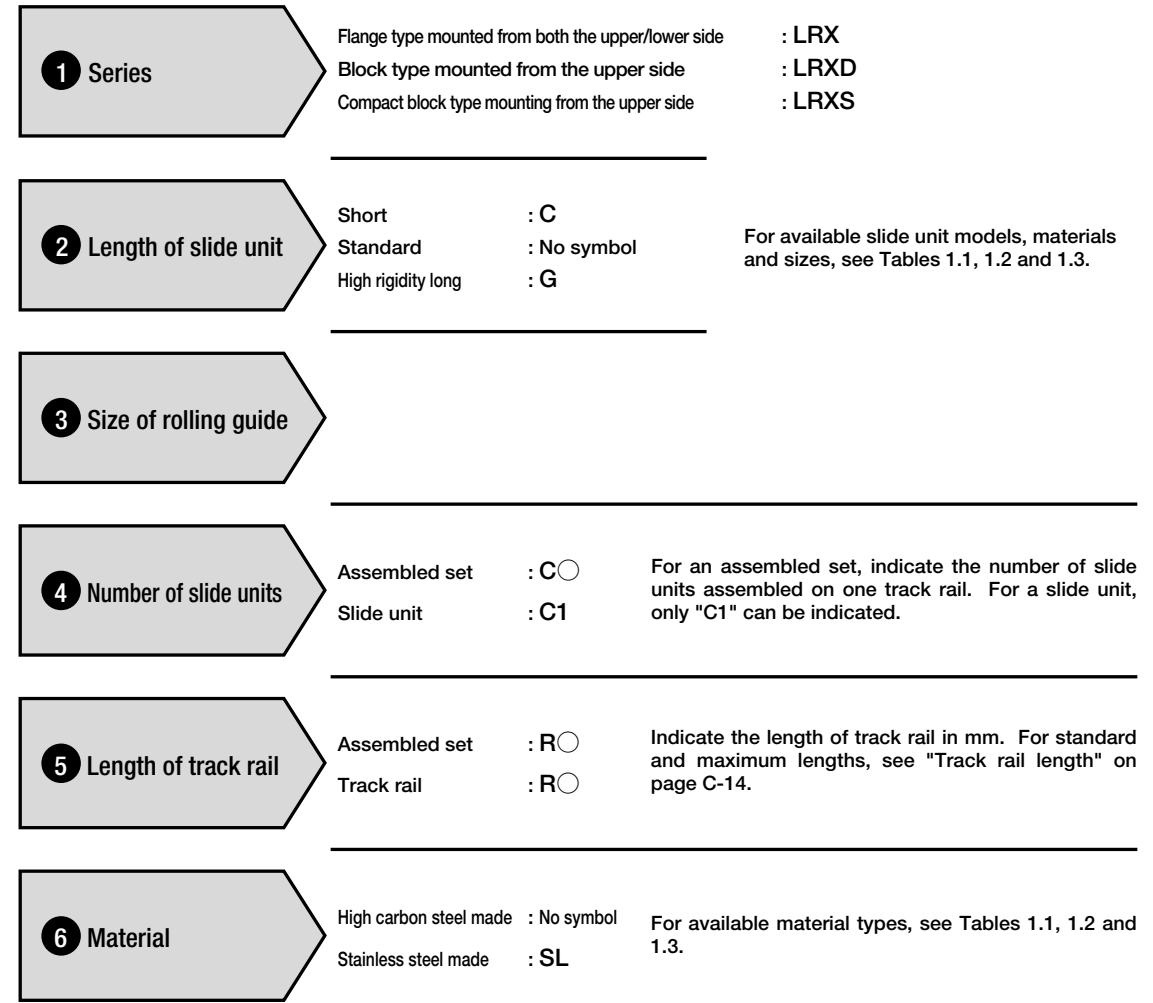 1 Series
Flange type mounted from both the upper/lower side : LRX
Block type mounted from the upper side : LRXD
Compact block type mounting from the upper side : LRXS
2 Length of slide unit
Short : C
Standard : No symbol
High rigidity long : G
For available slide unit models, materials
and sizes, see Tables 1.1, 1.2 and 1.3.
3 Size of rolling guide
4 Number of slide units
Assembled set : C○
Slide unit : C1
For an assembled set, indicate the number of slide
units assembled on one track rail. For a slide unit,
only "C1" can be indicated.
5 Length of track rail
Assembled set : R○
Track rail : R○
Indicate the length of track rail in mm. For standard
and maximum lengths, see "Track rail length" on
page C-14.
6 Material
High carbon steel made : No symbol
Stainless steel made : SL
For available material types, see Tables 1.1, 1.2 and
1.3.